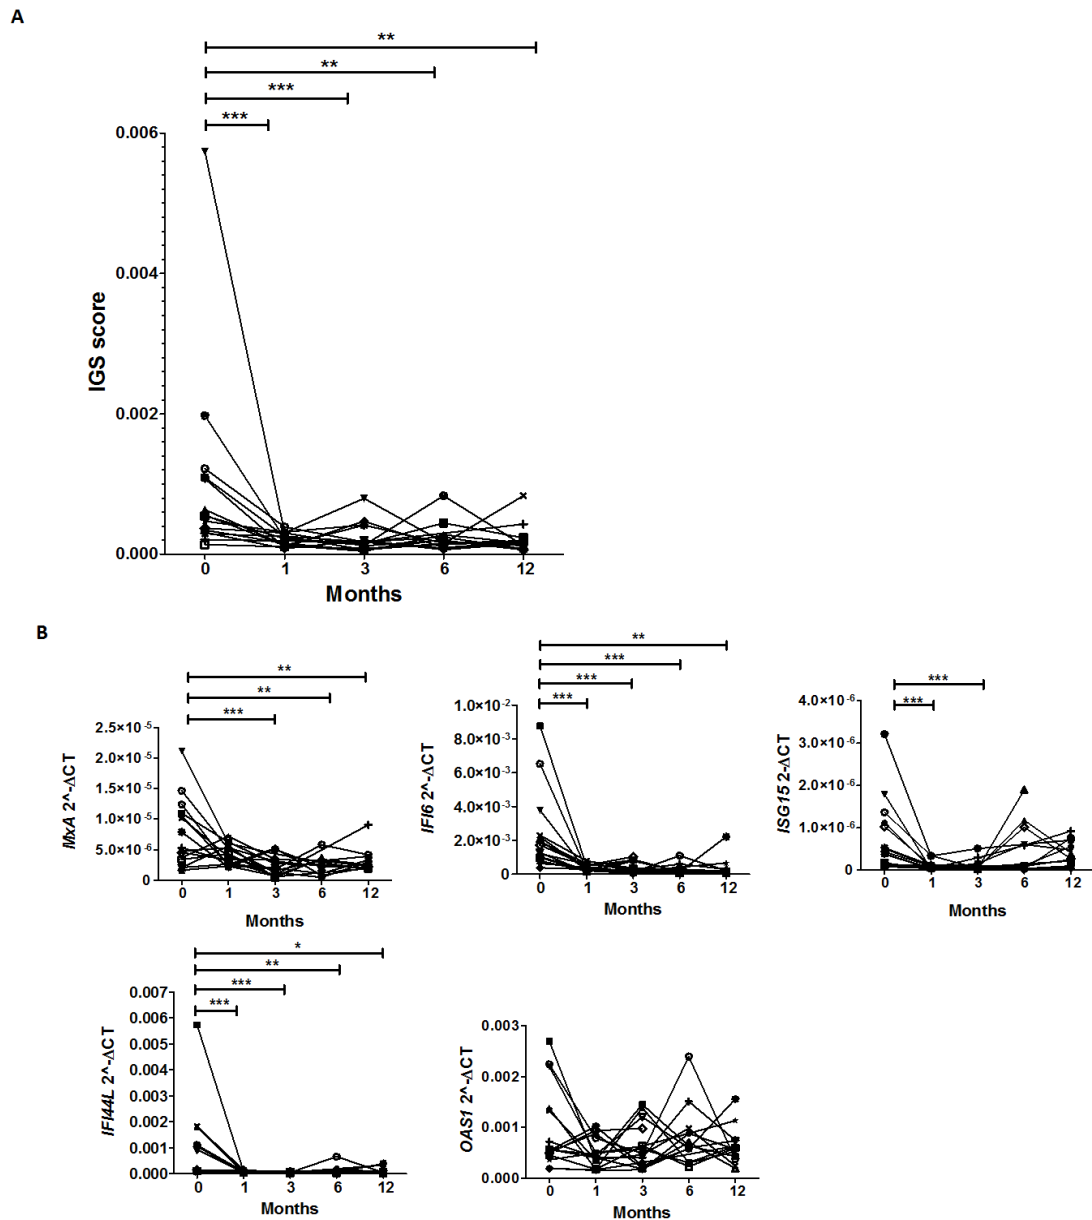 A
**
**
***
***
0.006
0.004
0.002
0.000
IGS score
0 1 3 6 12
Months
B
**
**
***
2.5×10⁻⁵
2.0×10⁻⁵
1.5×10⁻⁵
1.0×10⁻⁵
5.0×10⁻⁶
0
MxA 2^-ΔCT
0 1 3 6 12
Months
**
***
***
***
1.0×10⁻²
8.0×10⁻³
6.0×10⁻³
4.0×10⁻³
2.0×10⁻³
0
IFI6 2^-ΔCT
0 1 3 6 12
Months
***
***
4.0×10⁻⁶
3.0×10⁻⁶
2.0×10⁻⁶
1.0×10⁻⁶
0
ISG15 2-ΔCT
0 1 3 6 12
Months
*
**
***
***
0.007
0.006
0.005
0.004
0.003
0.002
0.001
0.000
IFI44L 2^-ΔCT
0 1 3 6 12
Months
0.003
0.002
0.001
0.000
OAS1 2^-ΔCT
0 1 3 6 12
Months